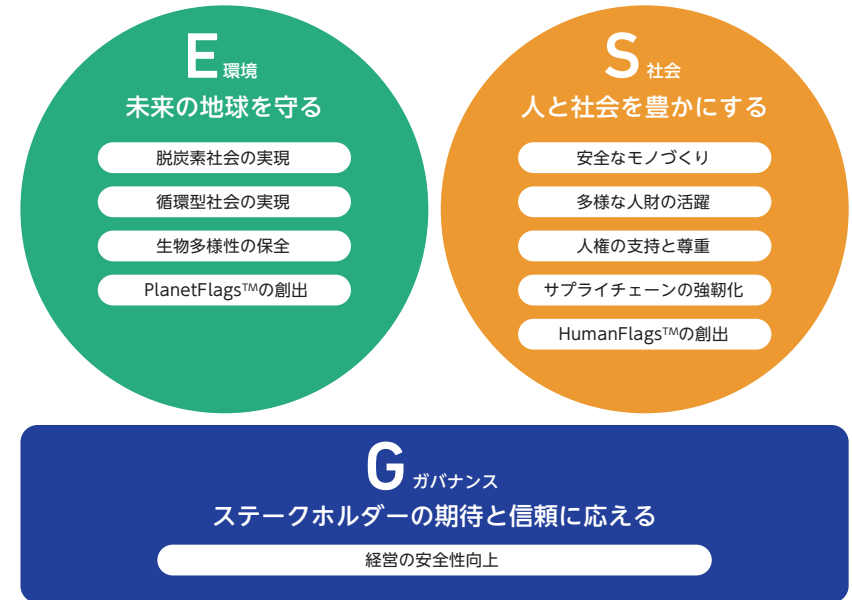 E 環境
未来の地球を守る
脱炭素社会の実現
循環型社会の実現
生物多様性の保全
PlanetFlags™の創出
S 社会
人と社会を豊かにする
安全なモノづくり
多様な人財の活躍
人権の支持と尊重
サプライチェーンの強靭化
HumanFlags™の創出
G ガバナンス
ステークホルダーの期待と信頼に応える
経営の安全性向上